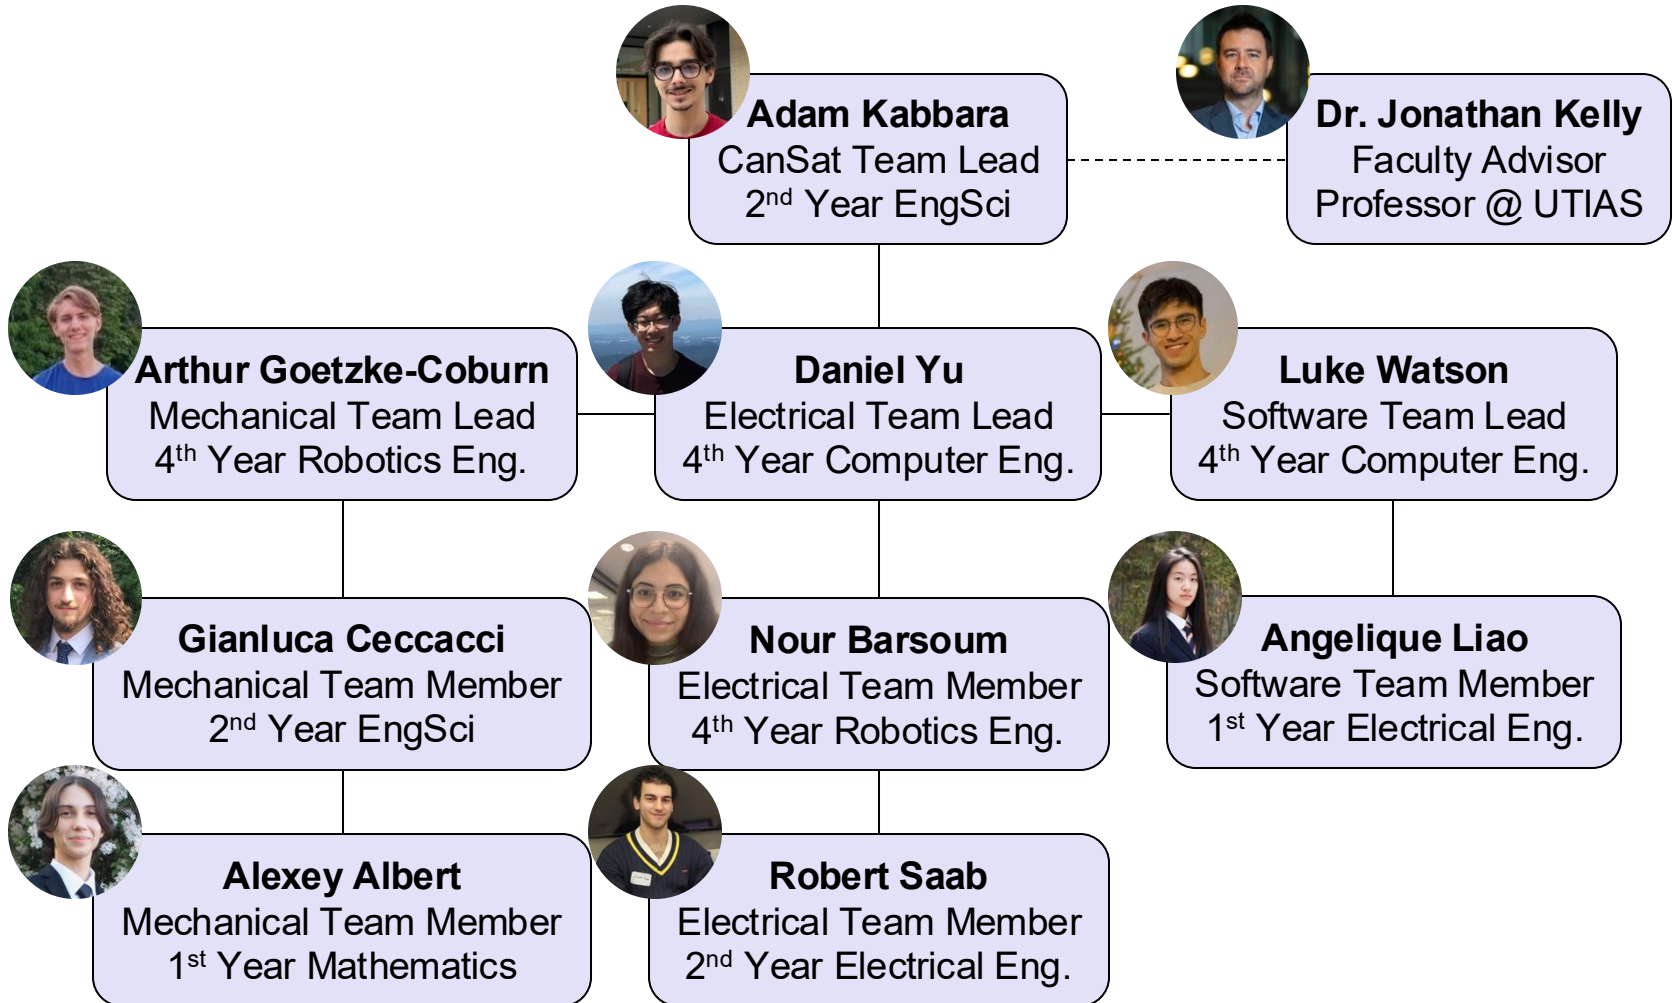 Adam Kabbara
CanSat Team Lead
2nd Year EngSci
Dr. Jonathan Kelly
Faculty Advisor
Professor @ UTIAS
Arthur Goetzke-Coburn
Mechanical Team Lead
4th Year Robotics Eng.
Daniel Yu
Electrical Team Lead
4th Year Computer Eng.
Luke Watson
Software Team Lead
4th Year Computer Eng.
Gianluca Ceccacci
Mechanical Team Member
2nd Year EngSci
Nour Barsoum
Electrical Team Member
4th Year Robotics Eng.
Angelique Liao
Software Team Member
1st Year Electrical Eng.
Alexey Albert
Mechanical Team Member
1st Year Mathematics
Robert Saab
Electrical Team Member
2nd Year Electrical Eng.